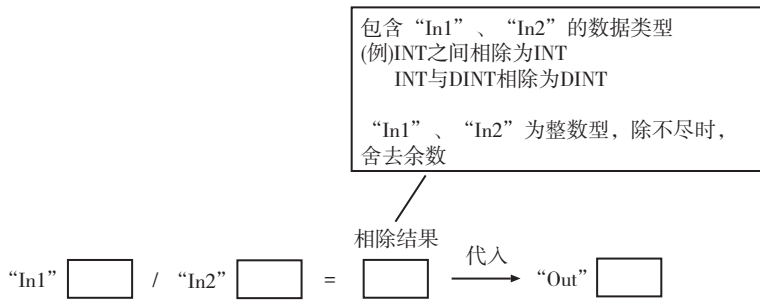 包含“In1”、“In2”的数据类型
(例)INT之间相除为INT
INT与DINT相除为DINT
“In1”、“In2”为整数型，除不尽时，
舍去余数
相除结果
“In1” / “In2” = 代入 “Out”